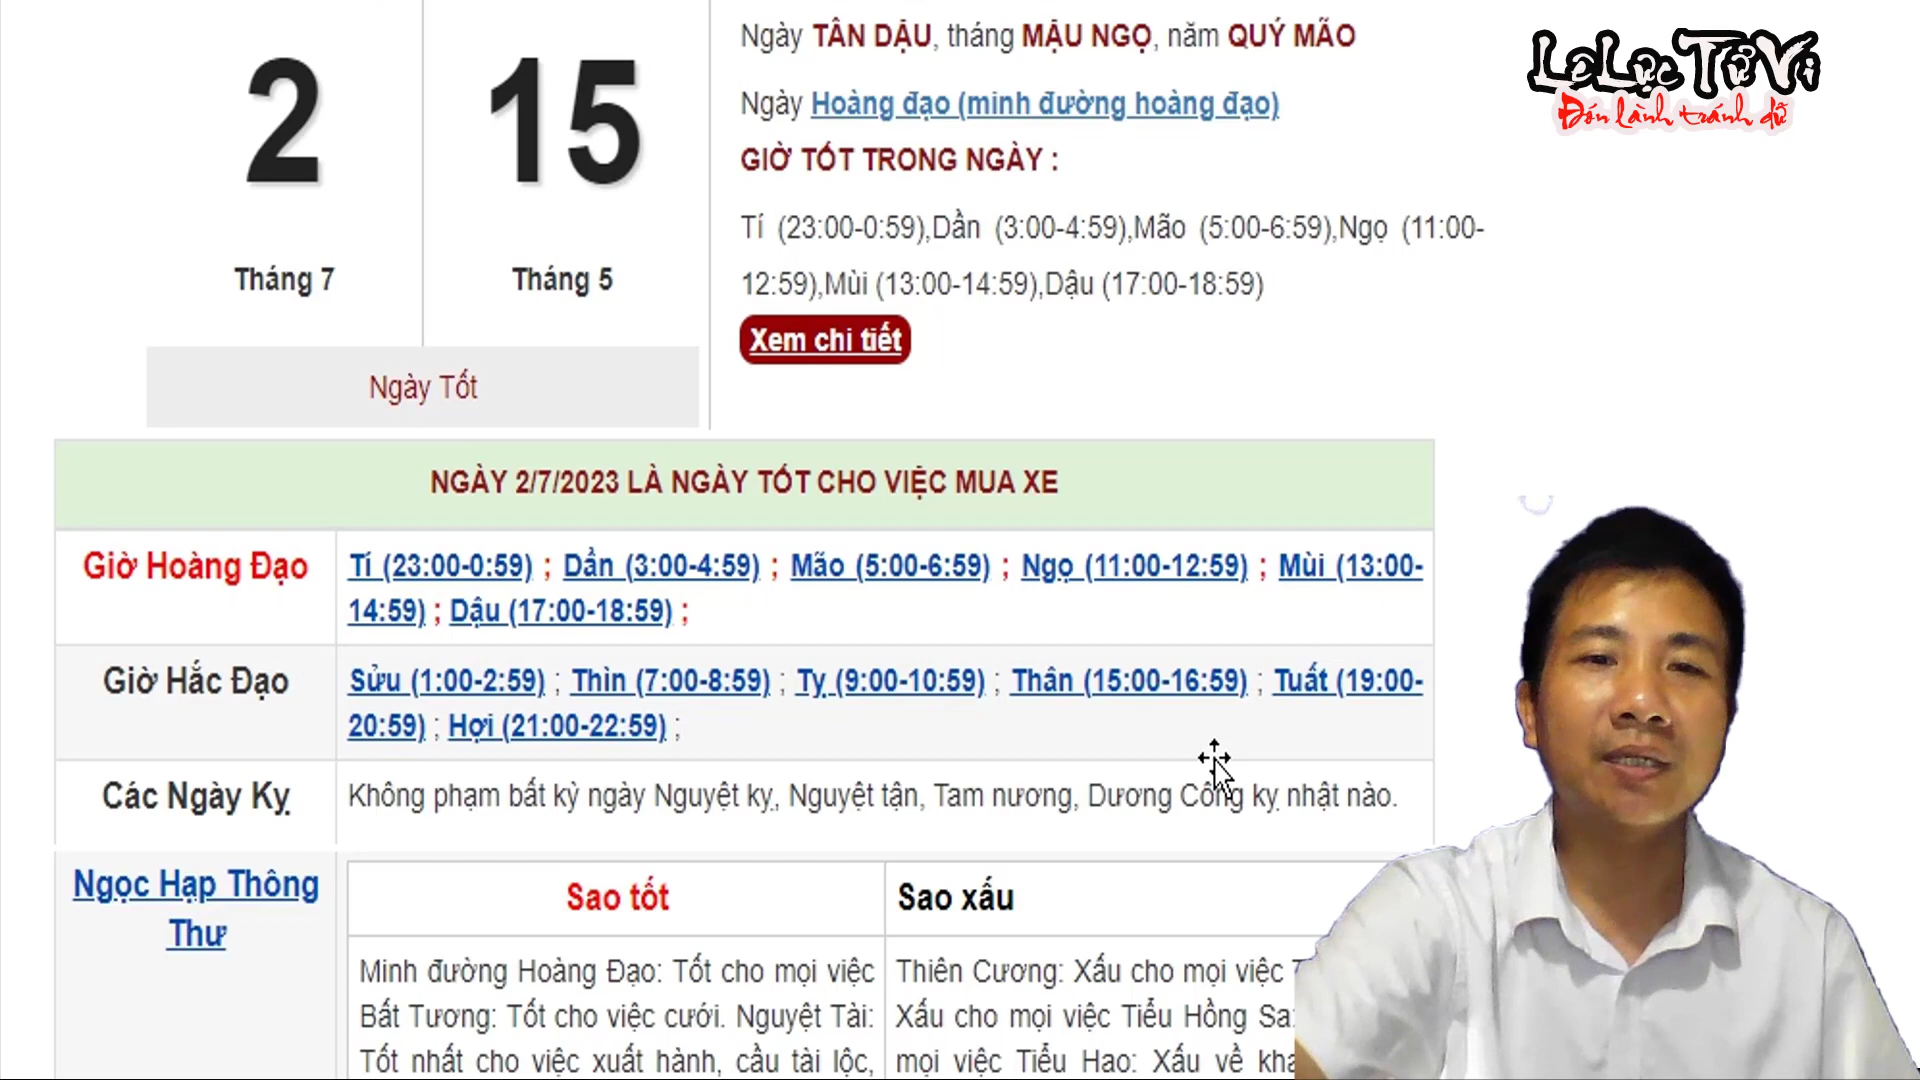 2
Tháng 7
15
Tháng 5
Ngày Tốt
Ngày TÂN DẬU, tháng MẬU NGỌ, năm QUÝ MÃO
Ngày Hoàng đạo (minh đường hoàng đạo)
GIỜ TỐT TRONG NGÀY :
Tí (23:00-0:59),Dần (3:00-4:59),Mão (5:00-6:59),Ngọ (11:00-
12:59),Mùi (13:00-14:59),Dậu (17:00-18:59)
Xem chi tiết
LộLộcTửVi
Đón lành tránh dữ
NGÀY 2/7/2023 LÀ NGÀY TỐT CHO VIỆC MUA XE
Giờ Hoàng Đạo
Tí (23:00-0:59) ; Dần (3:00-4:59) ; Mão (5:00-6:59) ; Ngọ (11:00-12:59) ; Mùi (13:00-
14:59) ; Dậu (17:00-18:59) ;
Giờ Hắc Đạo
Sửu (1:00-2:59) ; Thìn (7:00-8:59) ; Tỵ (9:00-10:59) ; Thân (15:00-16:59) ; Tuất (19:00-
20:59) ; Hợi (21:00-22:59) ;
Các Ngày Kỵ
Không phạm bất kỳ ngày Nguyệt kỵ, Nguyệt tận, Tam nương, Dương Công kỵ nhật nào.
Ngọc Hạp Thông
Thư
Sao tốt
Minh đường Hoàng Đạo: Tốt cho mọi việc
Bất Tương: Tốt cho việc cưới. Nguyệt Tài:
Tốt nhất cho việc xuất hành, cầu tài lộc,
Sao xấu
Thiên Cương: Xấu cho mọi việc
Xấu cho mọi việc Tiểu Hồng
mọi việc Tiểu Hao: Xấu về